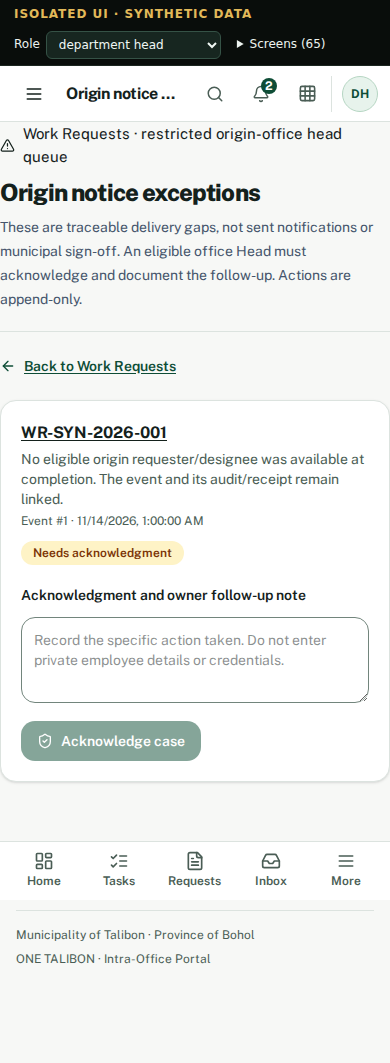 ISOLATED UI · SYNTHETIC DATA
Role department head ▶ Screens (65)
Origin notice ... 2 DH
Work Requests · restricted origin-office head
queue
Origin notice exceptions
These are traceable delivery gaps, not sent notifications or
municipal sign-off. An eligible office Head must
acknowledge and document the follow-up. Actions are
append-only.
Back to Work Requests
WR-SYN-2026-001
No eligible origin requester/designee was available at
completion. The event and its audit/receipt remain
linked.
Event #1 · 11/14/2026, 1:00:00 AM
Needs acknowledgment
Acknowledgment and owner follow-up note
Record the specific action taken. Do not enter
private employee details or credentials.
Acknowledge case
Home Tasks Requests Inbox More
Municipality of Talibon · Province of Bohol
ONE TALIBON · Intra-Office Portal